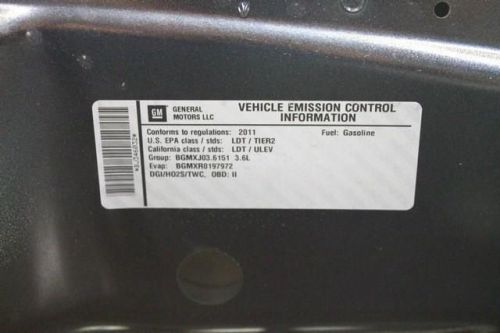 GM
GENERAL
MOTORS LLC
VEHICLE EMISSION CONTROL
INFORMATION
Conforms to regulations: 2011 Fuel: Gasoline
U.S. EPA class / stds: LDT / TIER2
California class / stds: LDT / ULEV
Group: BGMXJ03.6151 3.6L
Evap: BGMXR0197972
DGI/HO2S/TWC, OBD: II